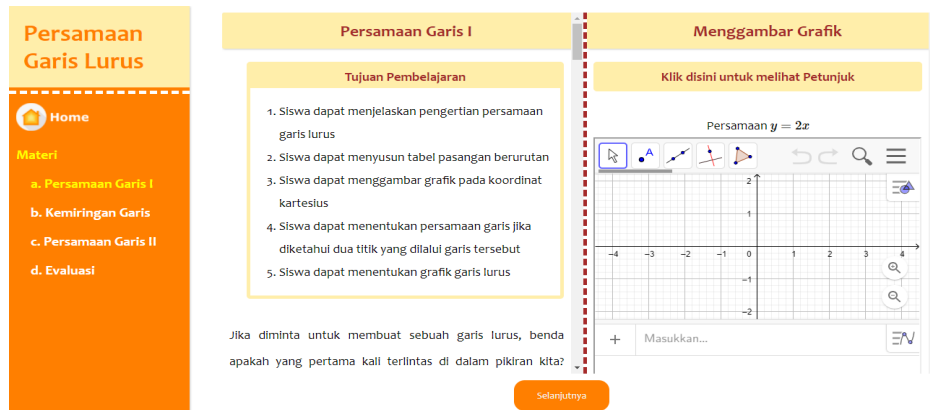 Persamaan
Garis Lurus
Home
Materi
a. Persamaan Garis I
b. Kemiringan Garis
c. Persamaan Garis II
d. Evaluasi
Persamaan Garis I
Tujuan Pembelajaran
1. Siswa dapat menjelaskan pengertian persamaan
garis lurus
2. Siswa dapat menyusun tabel pasangan berurutan
3. Siswa dapat menggambar grafik pada koordinat
kartesius
4. Siswa dapat menentukan persamaan garis jika
diketahui dua titik yang dilalui garis tersebut
5. Siswa dapat menentukan grafik garis lurus
Jika diminta untuk membuat sebuah garis lurus, benda
apakah yang pertama kali terlintas di dalam pikiran kita?
Menggambar Grafik
Klik disini untuk melihat Petunjuk
Persamaan y = 2x
A
2
1
−4 −3 −2 −1 0 1 2 3 4
−1
−2
+ Masukkan...
Selanjutnya